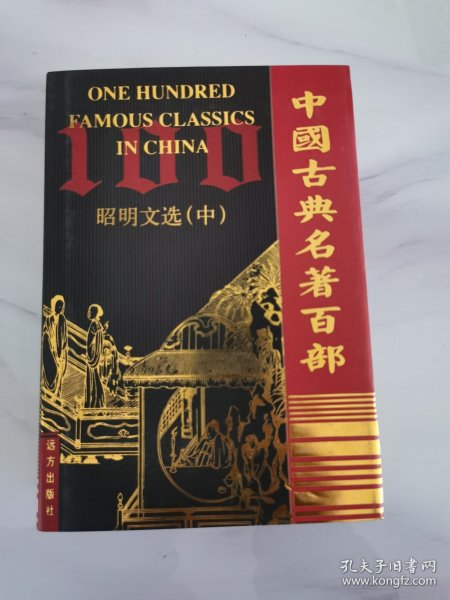 ONE HUNDRED
FAMOUS CLASSICS
IN CHINA
100
昭明文选(中)
中國古典名著百部
远方出版社
孔夫子旧书网
www.kongfz.com